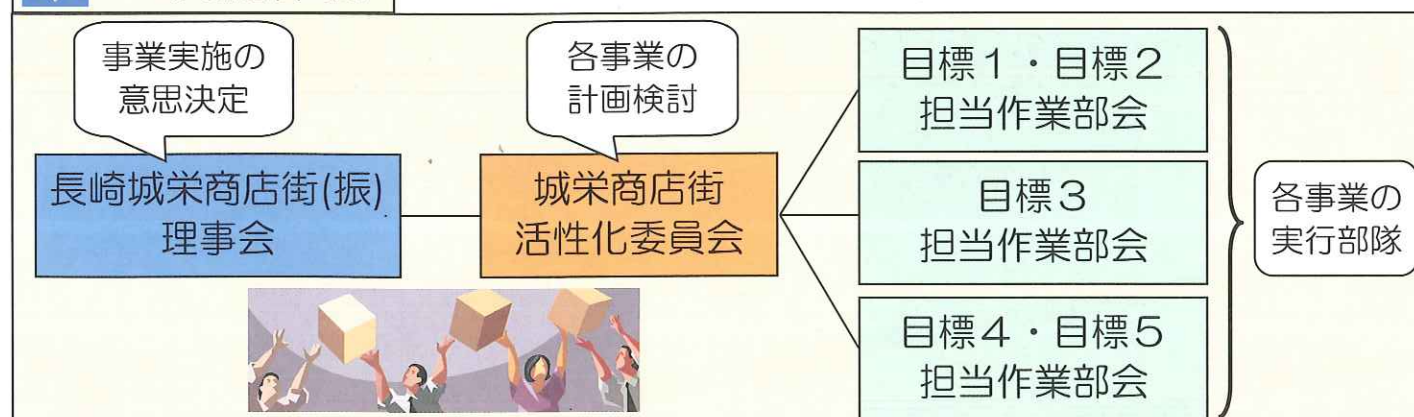 事業実施の
意思決定
長崎城栄商店街(振)
理事会
各事業の
計画検討
城栄商店街
活性化委員会
目標１・目標２
担当作業部会
目標３
担当作業部会
目標４・目標５
担当作業部会
各事業の
実行部隊